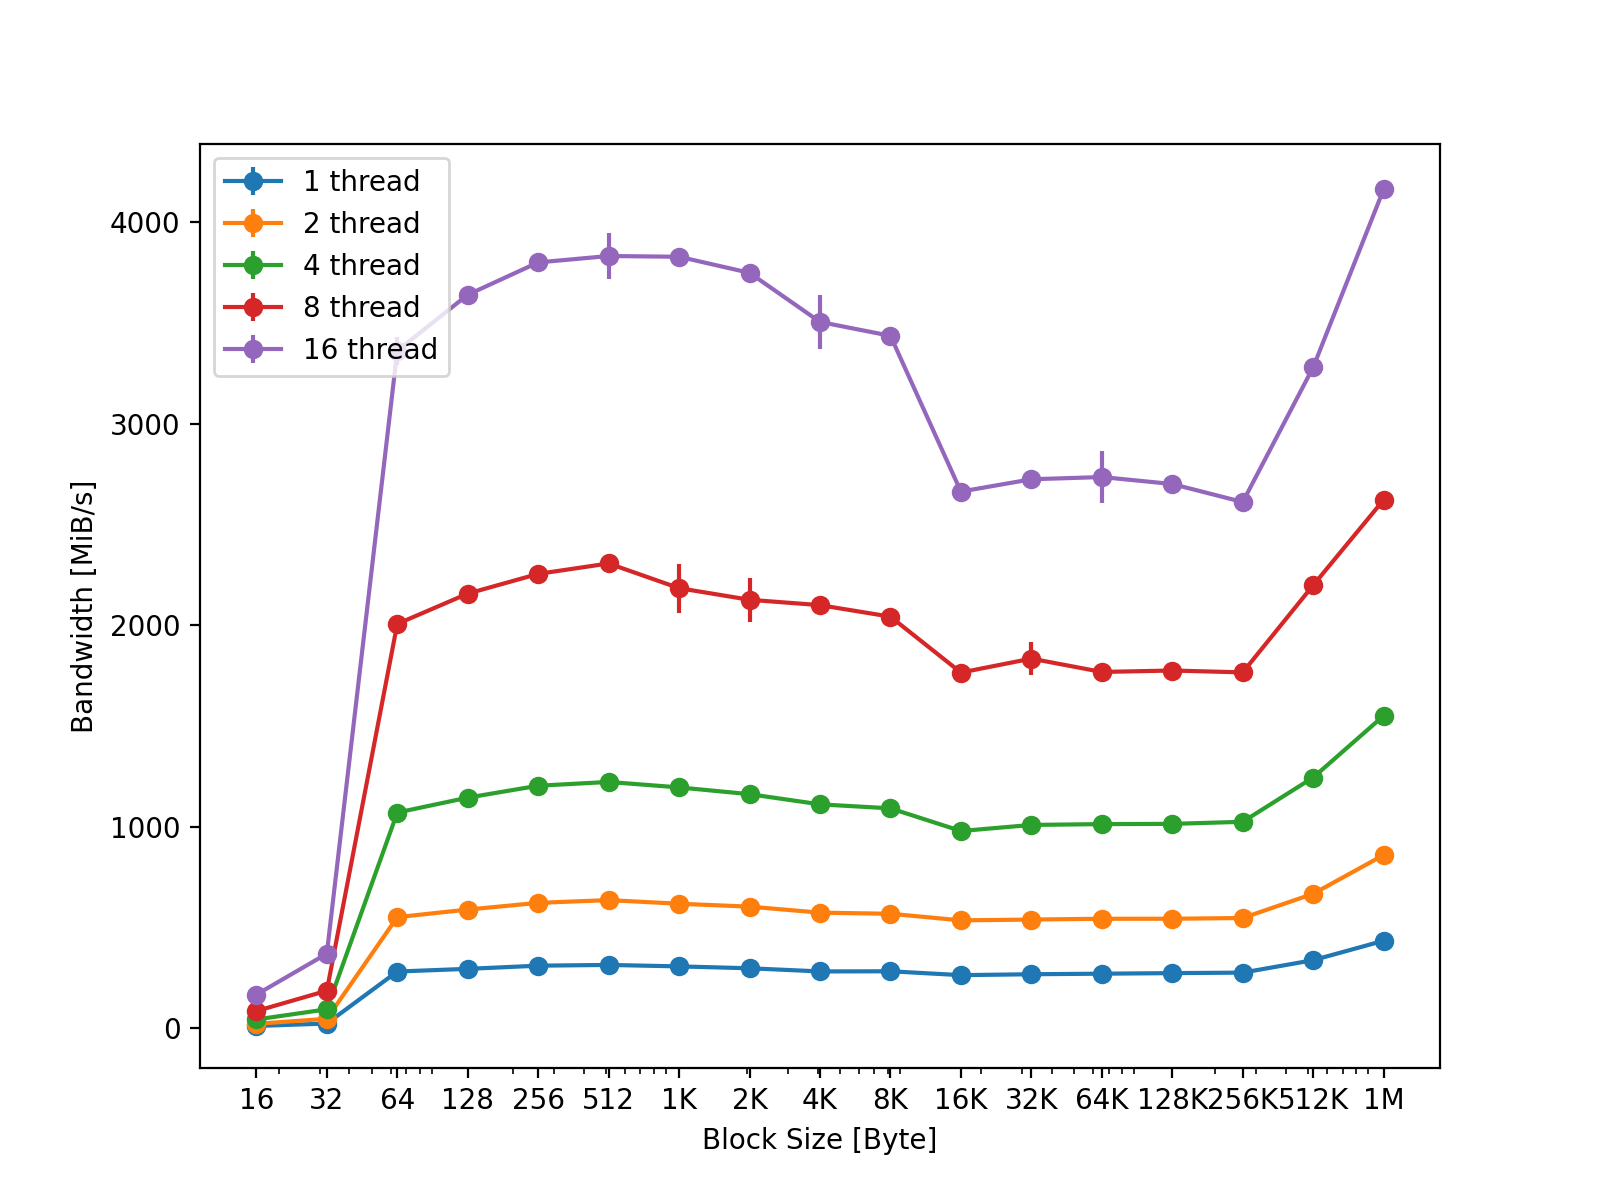 1 thread
2 thread
4 thread
8 thread
16 thread
4000
3000
2000
1000
0
Bandwidth [MiB/s]
16 32 64 128 256 512 1K 2K 4K 8K 16K 32K 64K 128K 256K 512K 1M
Block Size [Byte]